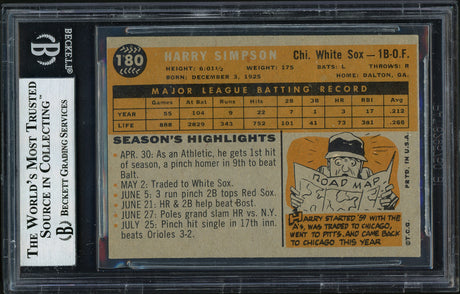 BECKETT
The World's Most Trusted
Source in Collecting™
Beckett Grading Services
180
HARRY SIMPSON
Chi. White Sox — 1B-O.F.
HEIGHT: 6:01½ WEIGHT: 175 BATS: L THROWS: R
BORN: DECEMBER 3, 1925 HOME: DALTON, GA.
MAJOR LEAGUE BATTING RECORD
Games At Bat Runs Hits 2B 3B HR RBI Avg.
YEAR 55 104 9 22 7 1 3 17 .212
LIFE 888 2829 343 752 101 41 73 381 .266
SEASON'S HIGHLIGHTS
• APR. 30: As an Athletic, he gets 1st hit
of season, a pinch homer in 9th to beat
Balt.
• MAY 2: Traded to White Sox.
• JUNE 5: 3 run pinch 2B tops Red Sox.
• JUNE 21: HR & 2B help beat Bost.
• JUNE 27: Poles grand slam HR vs. N.Y.
• JULY 25: Pinch hit single in 17th inn.
beats Orioles 3-2.
ROAD MAP
HARRY STARTED '59 WITH THE
A's, WAS TRADED TO CHICAGO,
WENT TO PITTS. AND CAME BACK
TO CHICAGO THIS YEAR
©T.C.G. PRTD. IN U.S.A.